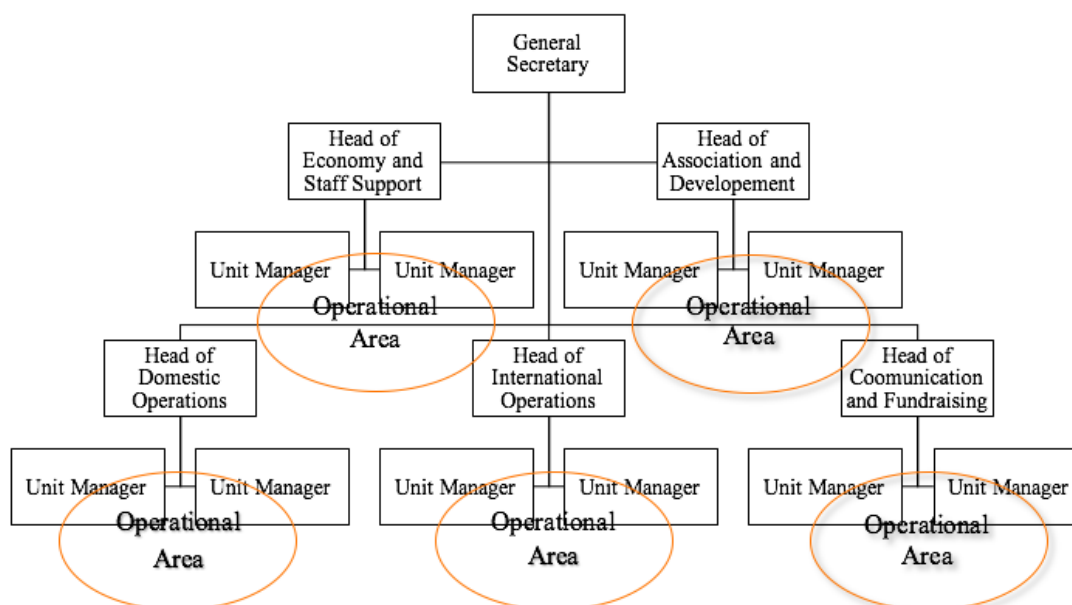 General
Secretary
Head of
Economy and
Staff Support
Head of
Association and
Developement
Unit Manager
Unit Manager
Operational
Area
Unit Manager
Unit Manager
Operational
Area
Head of
Domestic
Operations
Head of
International
Operations
Head of
Coomunication
and Fundraising
Unit Manager
Unit Manager
Operational
Area
Unit Manager
Unit Manager
Operational
Area
Unit Manager
Unit Manager
Operational
Area